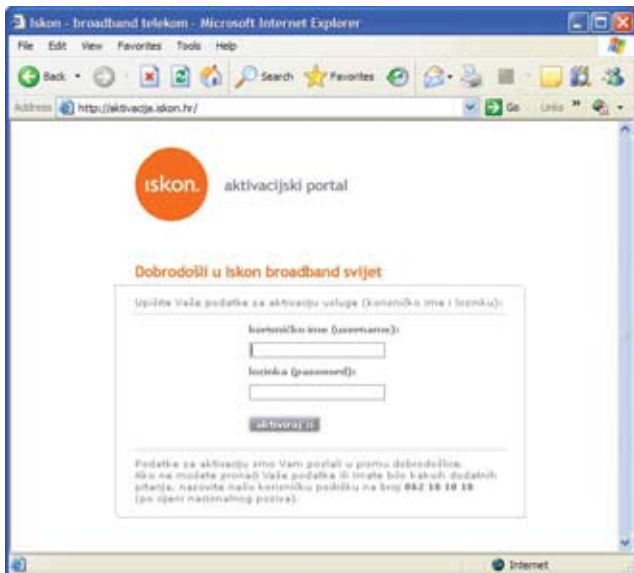 Iskon - broadband telekom - Microsoft Internet Explorer
File Edit View Favorites Tools Help
Back Search Favorites
Address http://aktivacija.iskon.hr/ Go Links »
ıskon. aktivacijski portal
Dobrodošli u Iskon broadband svijet
Upišite Vaše podatke za aktivaciju usluge (korisničko ime i lozinku):
korisničko ime (username):
lozinka (password):
aktiviraj »
Podatke za aktivaciju smo Vam poslali u pismu dobrodošlice.
Ako ne možete pronaći Vaše podatke ili imate bilo kakvih dodatnih
pitanja, nazovite našu korisničku podršku na broj 062 10 10 10
(po cijeni nacionalnog poziva).
Internet